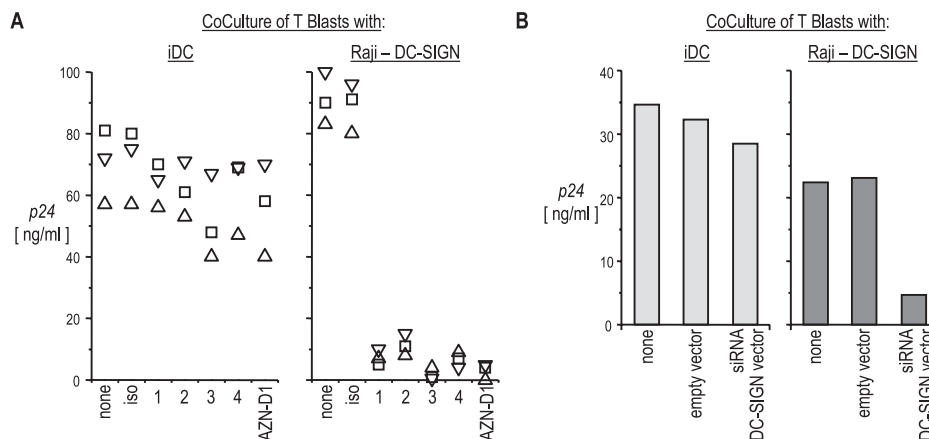 A
CoCulture of T Blasts with:
iDC
Raji – DC-SIGN
100
80
60
40
20
0
p24
[ ng/ml ]
none
iso
1
2
3
4
AZN-D1
none
iso
1
2
3
4
AZN-D1
B
CoCulture of T Blasts with:
iDC
Raji – DC-SIGN
40
30
20
10
0
p24
[ ng/ml ]
none
empty vector
siRNA
DC-SIGN vector
none
empty vector
siRNA
DC-SIGN vector